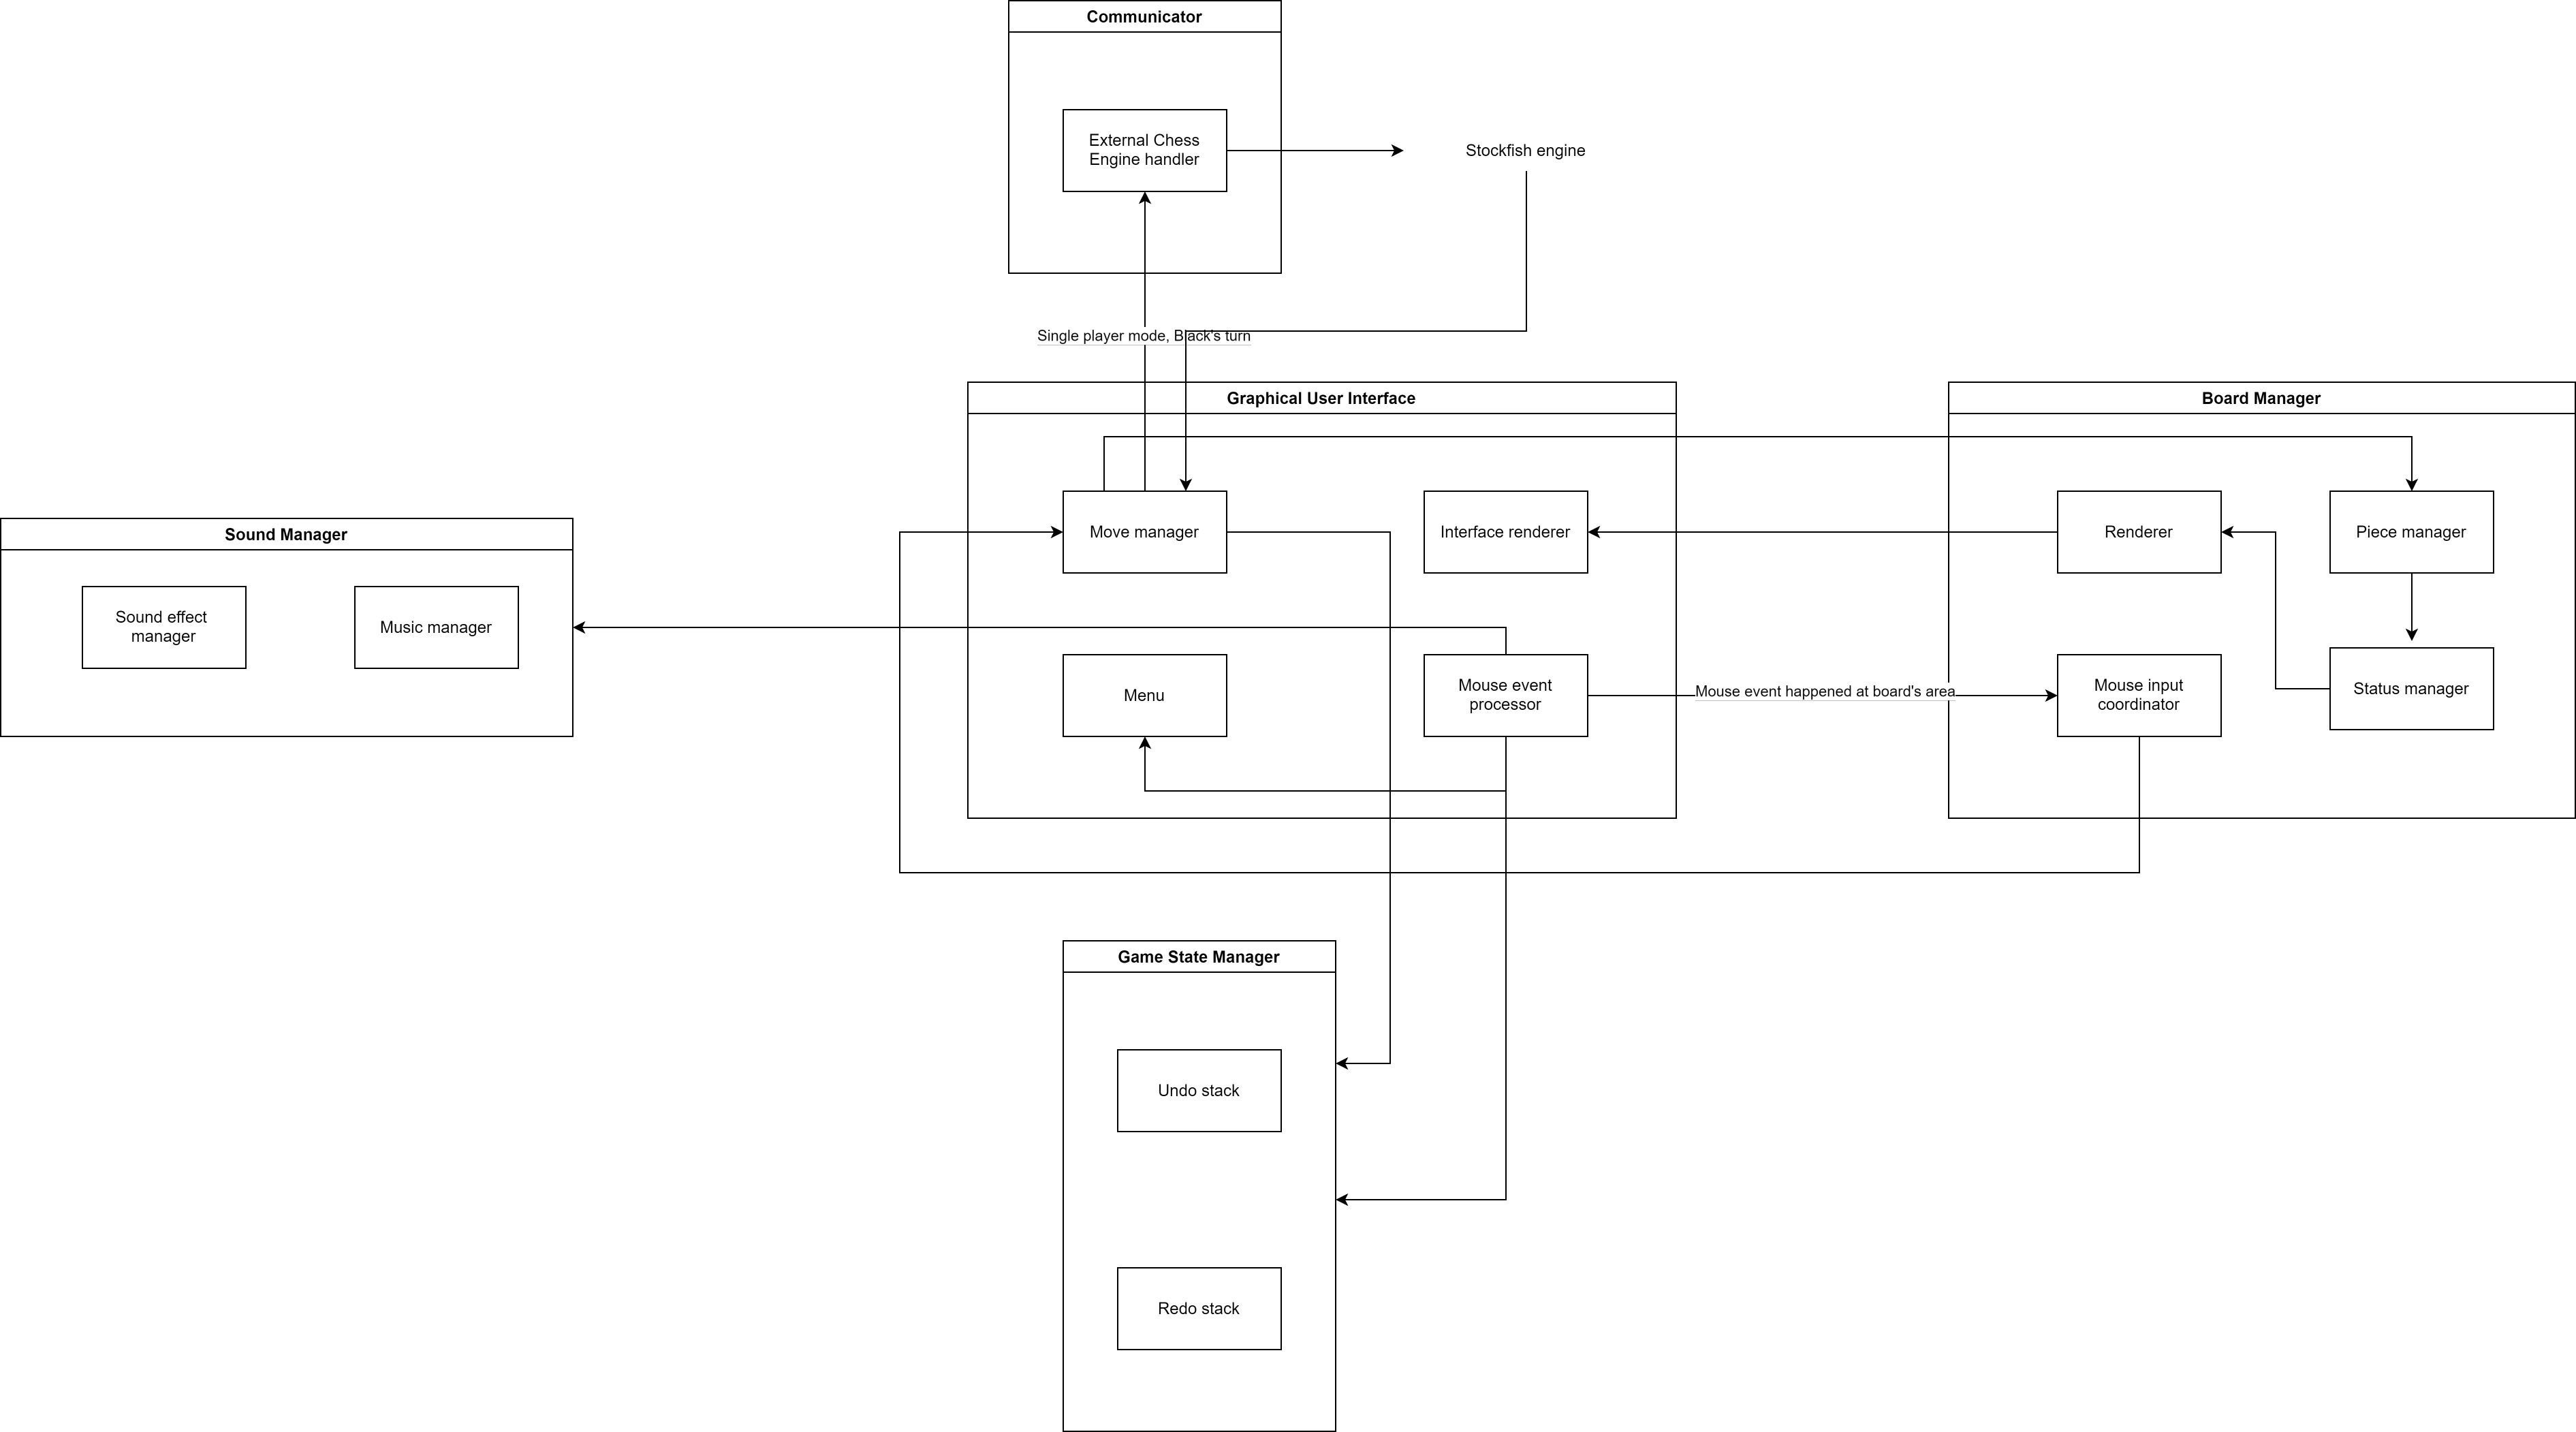 Communicator
External Chess
Engine handler
Stockfish engine
Single player mode, Black's turn
Graphical User Interface
Board Manager
Move manager
Interface renderer
Renderer
Piece manager
Sound Manager
Sound effect
manager
Music manager
Menu
Mouse event
processor
Mouse event happened at board's area
Mouse input
coordinator
Status manager
Game State Manager
Undo stack
Redo stack